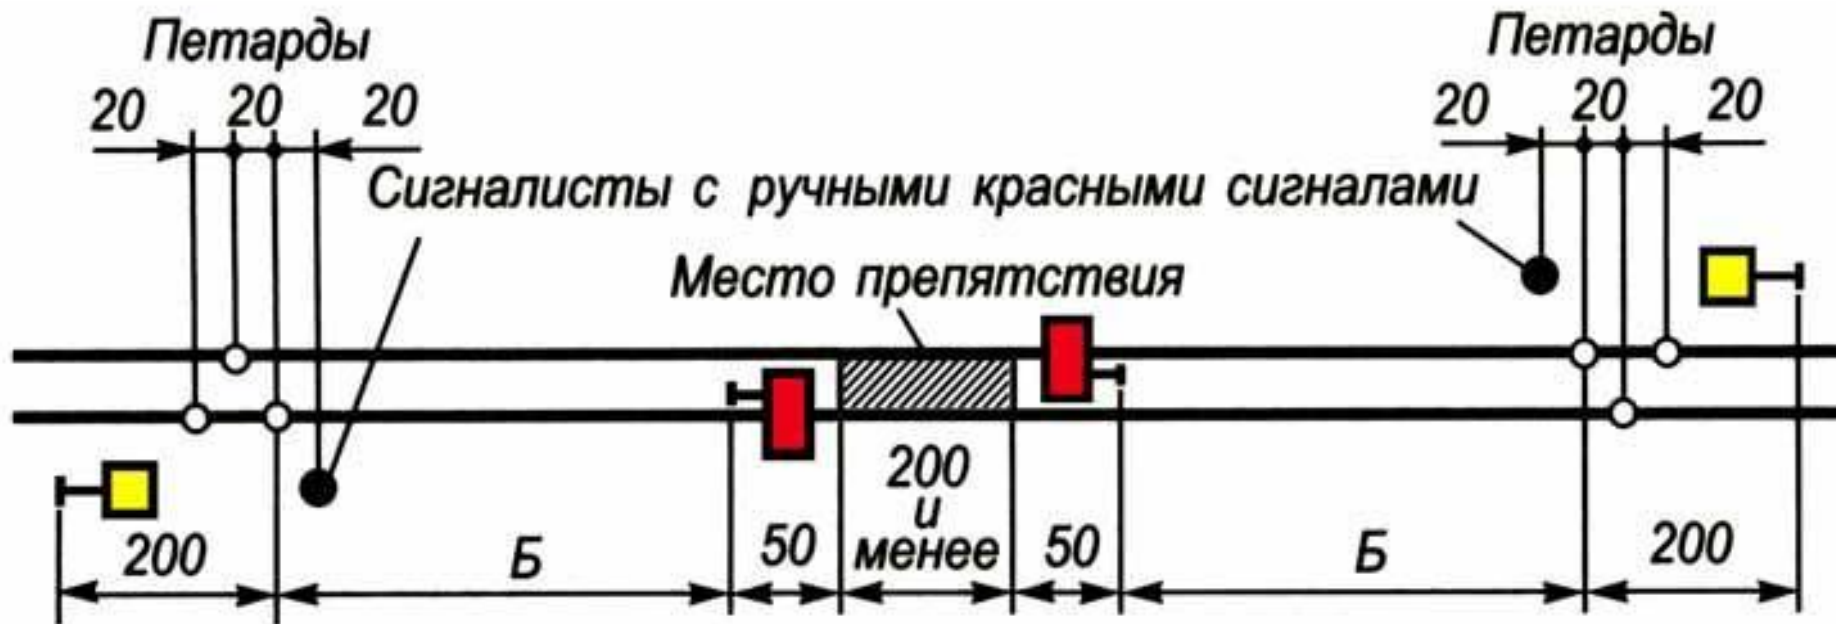 Петарды Петарды
20 20 20 20 20 20
Сигналисты с ручными красными сигналами
Место препятствия
200
и
менее
200 Б 50 50 Б 200